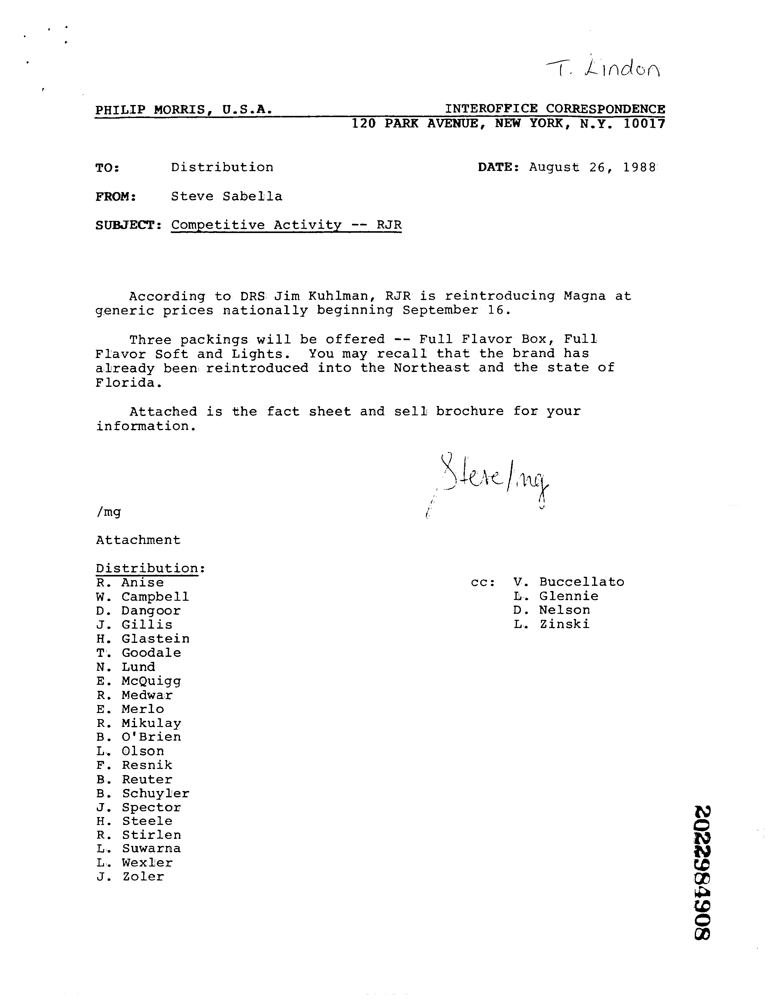 T. Lindon
PHILIP MORRIS, U.S.A. INTEROFFICE CORRESPONDENCE
120 PARK AVENUE, NEW YORK, N.Y. 10017
TO: Distribution DATE: August 26, 1988
FROM: Steve Sabella
SUBJECT: Competitive Activity -- RJR
According to DRS Jim Kuhlman, RJR is reintroducing Magna at
generic prices nationally beginning September 16.
Three packings will be offered -- Full Flavor Box, Full
Flavor Soft and Lights. You may recall that the brand has
already been reintroduced into the Northeast and the state of
Florida.
Attached is the fact sheet and sell brochure for your
information.
Steve/mg
/mg
Attachment
Distribution:
R. Anise
W. Campbell
D. Dangoor
J. Gillis
H. Glastein
T. Goodale
N. Lund
E. McQuigg
R. Medwar
E. Merlo
R. Mikulay
B. O'Brien
L. Olson
F. Resnik
B. Reuter
B. Schuyler
J. Spector
H. Steele
R. Stirlen
L. Suwarna
L. Wexler
J. Zoler
cc: V. Buccellato
L. Glennie
D. Nelson
L. Zinski
2022984908